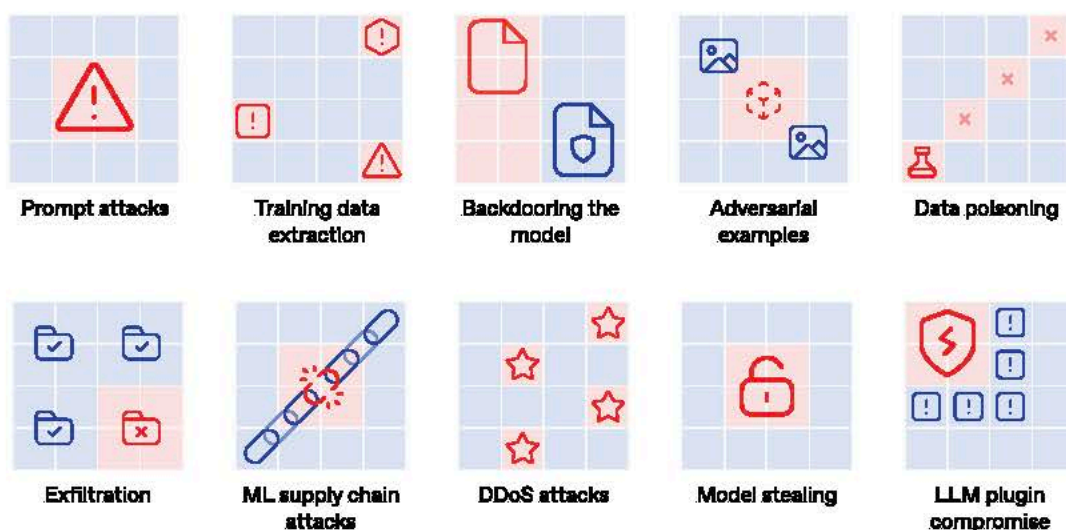 Prompt attacks
Training data
extraction
Backdooring the
model
Adversarial
examples
Data poisoning
Exfiltration
ML supply chain
attacks
DDoS attacks
Model stealing
LLM plugin
compromise